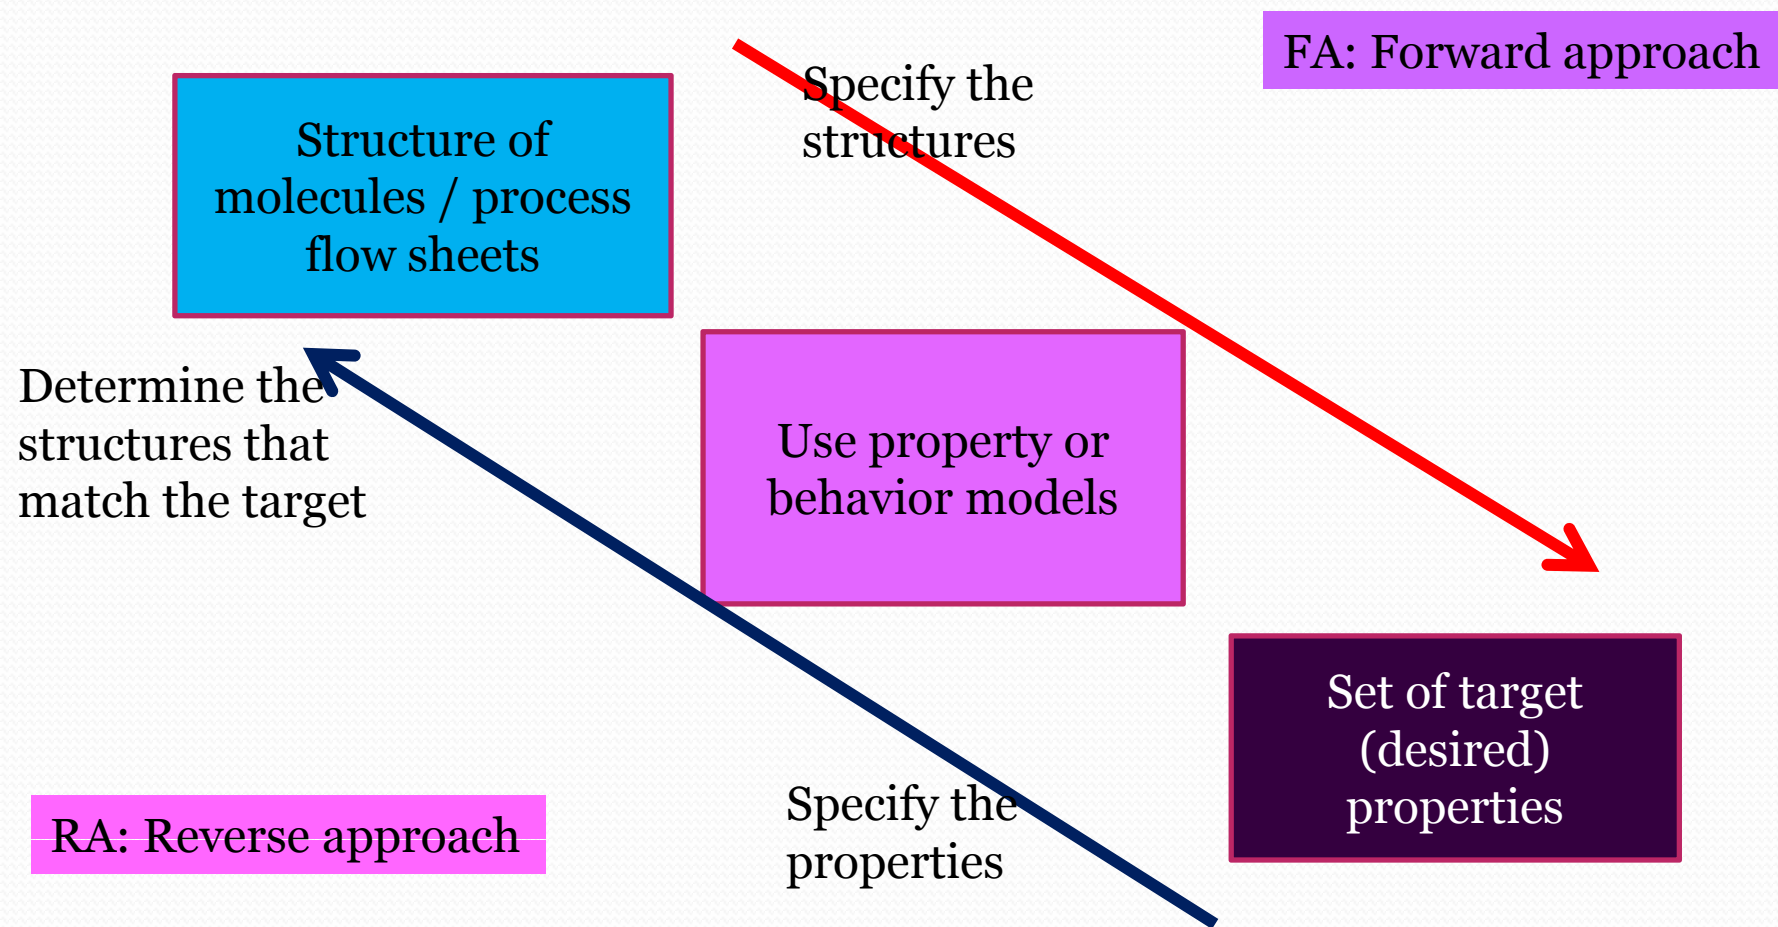 FA: Forward approach
Specify the
structures
Structure of
molecules / process
flow sheets
Determine the
structures that
match the target
Use property or
behavior models
Set of target
(desired)
properties
Specify the
properties
RA: Reverse approach